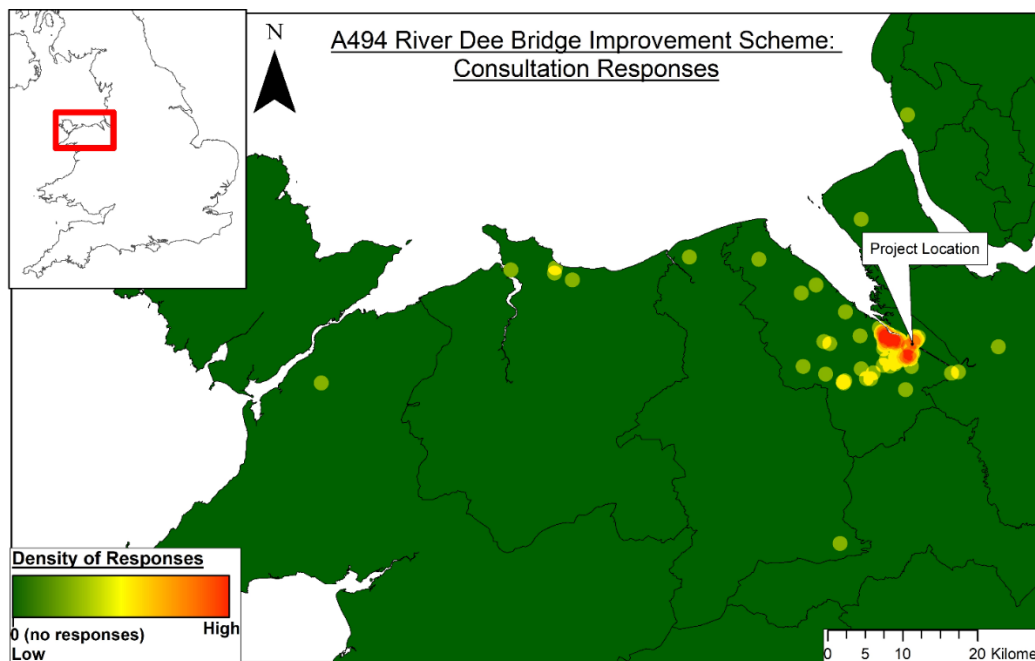 A494 River Dee Bridge Improvement Scheme:
Consultation Responses
N
Project Location
Density of Responses
0 (no responses)
High
Low
0 5 10 20 Kilome